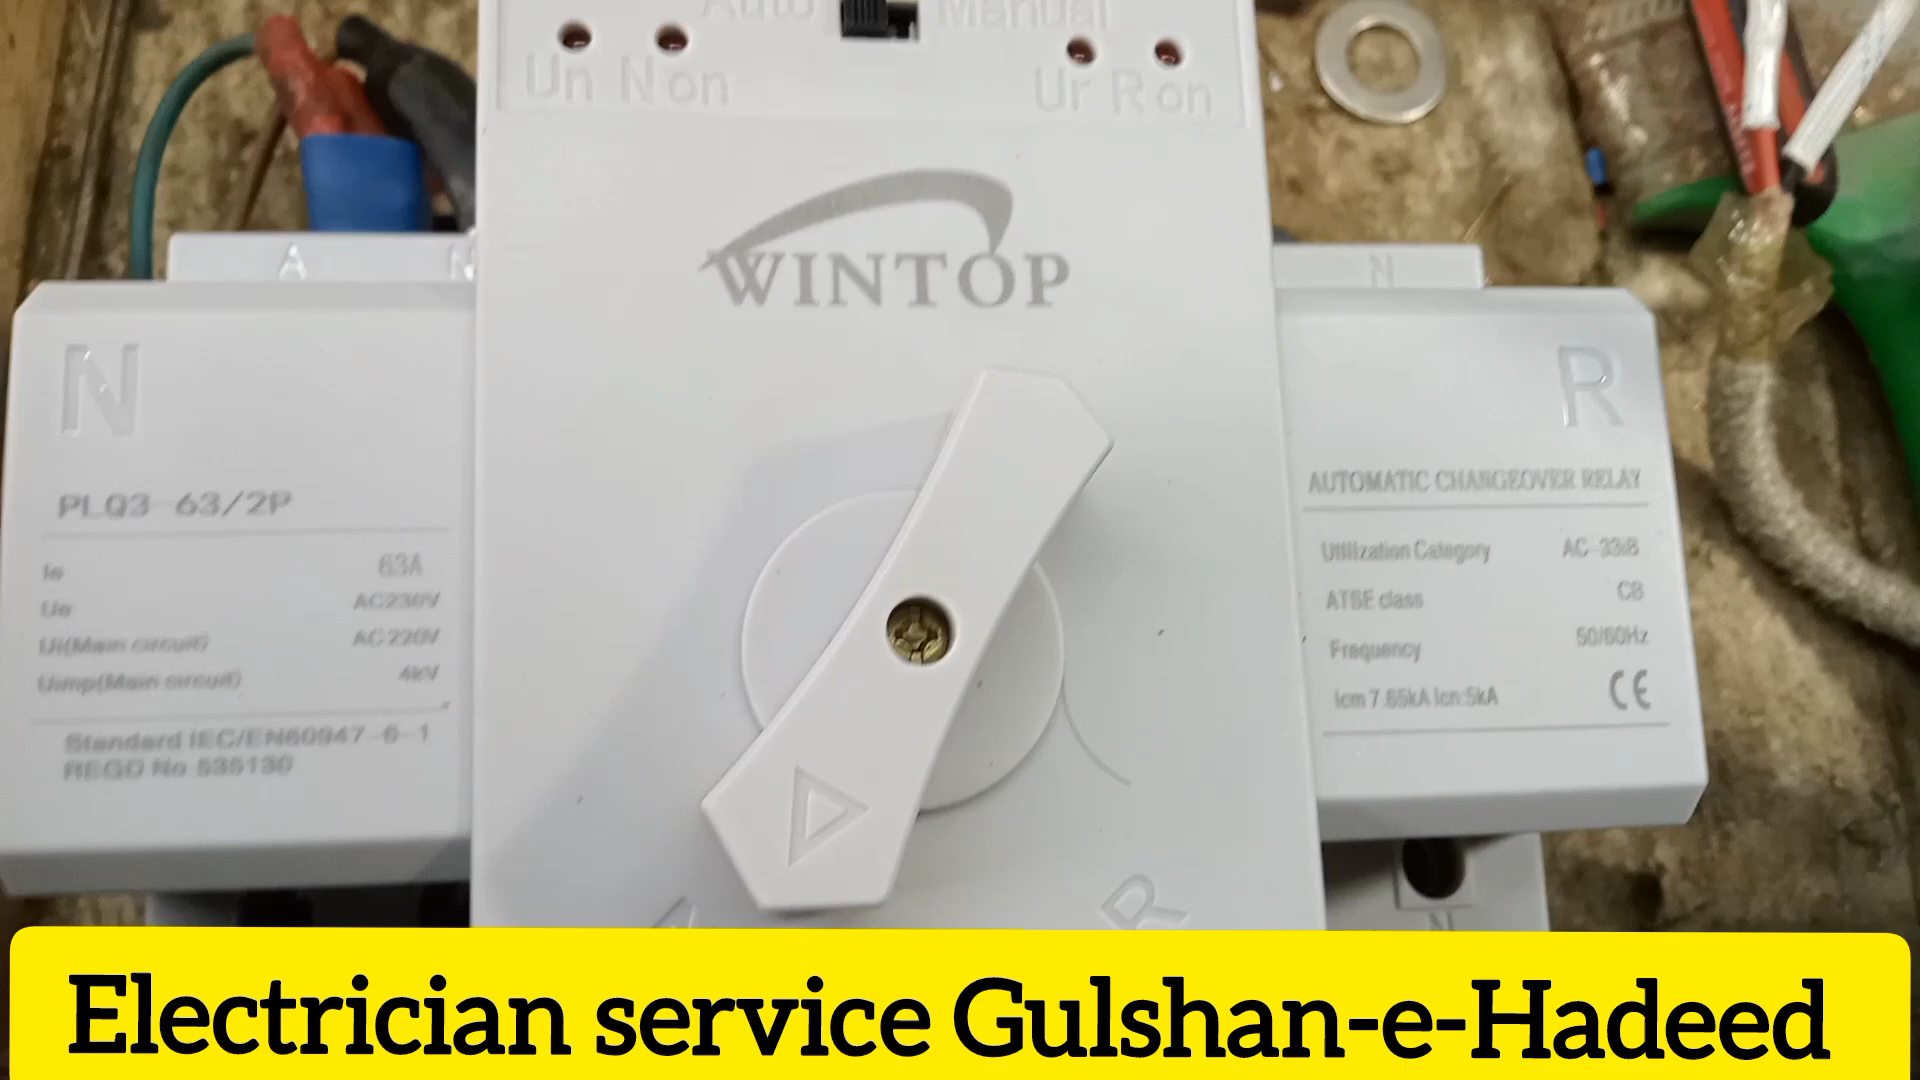 Auto Manual
Un N on Ur R on
WINTOP
A N
N
N
R
PLQ3-63/2P
Ie 63A
Ue AC230V
Ui(Main circuit) AC220V
Uimp(Main circuit) 4kV
Standard IEC/EN60947-6-1
REGD No 535130
AUTOMATIC CHANGEOVER RELAY
Utilization Category AC-33iB
ATSE class CB
Frequency 50/60Hz
Icm 7.65kA Icn:5kA CE
R
N
Electrician service Gulshan-e-Hadeed